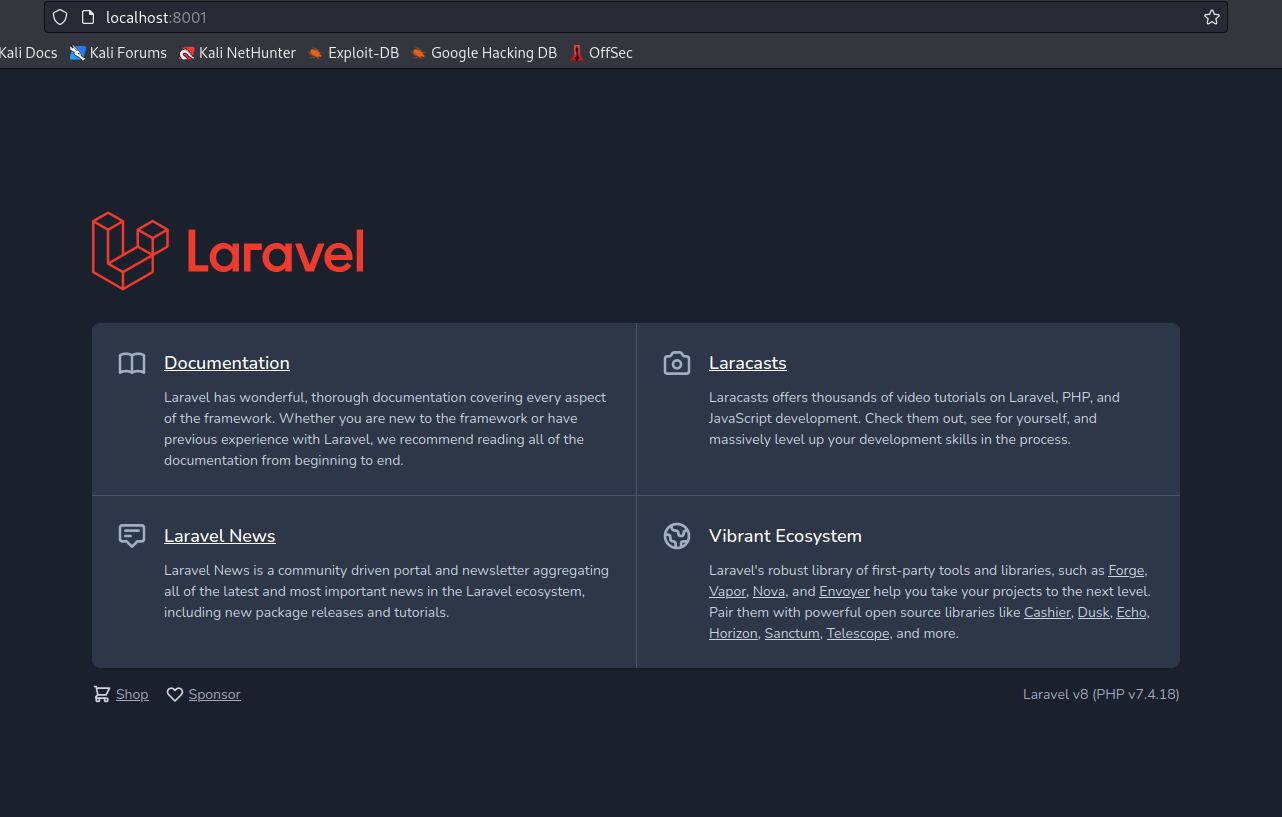 localhost:8001
Kali Docs Kali Forums Kali NetHunter Exploit-DB Google Hacking DB OffSec
Laravel
Documentation
Laravel has wonderful, thorough documentation covering every aspect
of the framework. Whether you are new to the framework or have
previous experience with Laravel, we recommend reading all of the
documentation from beginning to end.
Laracasts
Laracasts offers thousands of video tutorials on Laravel, PHP, and
JavaScript development. Check them out, see for yourself, and
massively level up your development skills in the process.
Laravel News
Laravel News is a community driven portal and newsletter aggregating
all of the latest and most important news in the Laravel ecosystem,
including new package releases and tutorials.
Vibrant Ecosystem
Laravel's robust library of first-party tools and libraries, such as Forge,
Vapor, Nova, and Envoyer help you take your projects to the next level.
Pair them with powerful open source libraries like Cashier, Dusk, Echo,
Horizon, Sanctum, Telescope, and more.
Shop Sponsor
Laravel v8 (PHP v7.4.18)